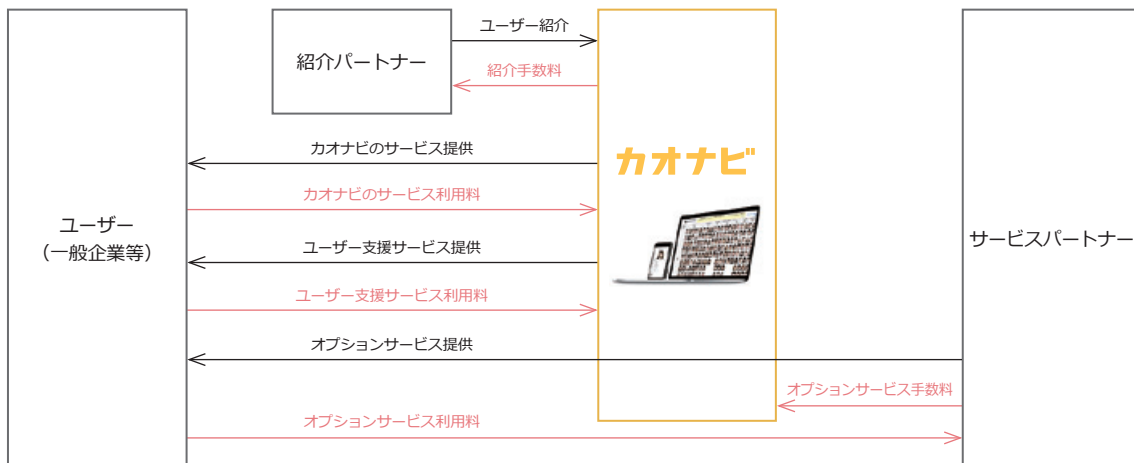 ユーザー紹介
紹介パートナー
紹介手数料
カオナビのサービス提供
カオナビ
カオナビのサービス利用料
ユーザー
(一般企業等)
ユーザー支援サービス提供
サービスパートナー
ユーザー支援サービス利用料
オプションサービス提供
オプションサービス手数料
オプションサービス利用料